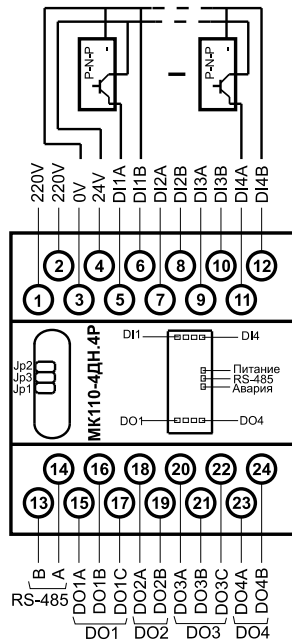 P-N-P
P-N-P
220V
220V
0V
24V
DI1A
DI1B
DI2A
DI2B
DI3A
DI3B
DI4A
DI4B
2 4 6 8 10 12
1 3 5 7 9 11
Jp2
Jp3
Jp1
МК110-4ДН.4Р
DI1 DI4
Питание
RS-485
Авария
DO1 DO4
14 16 18 20 22 24
13 15 17 19 21 23
B
A
DO1A
DO1B
DO1C
DO2A
DO2B
DO3A
DO3B
DO3C
DO4A
DO4B
RS-485
DO1 DO2 DO3 DO4